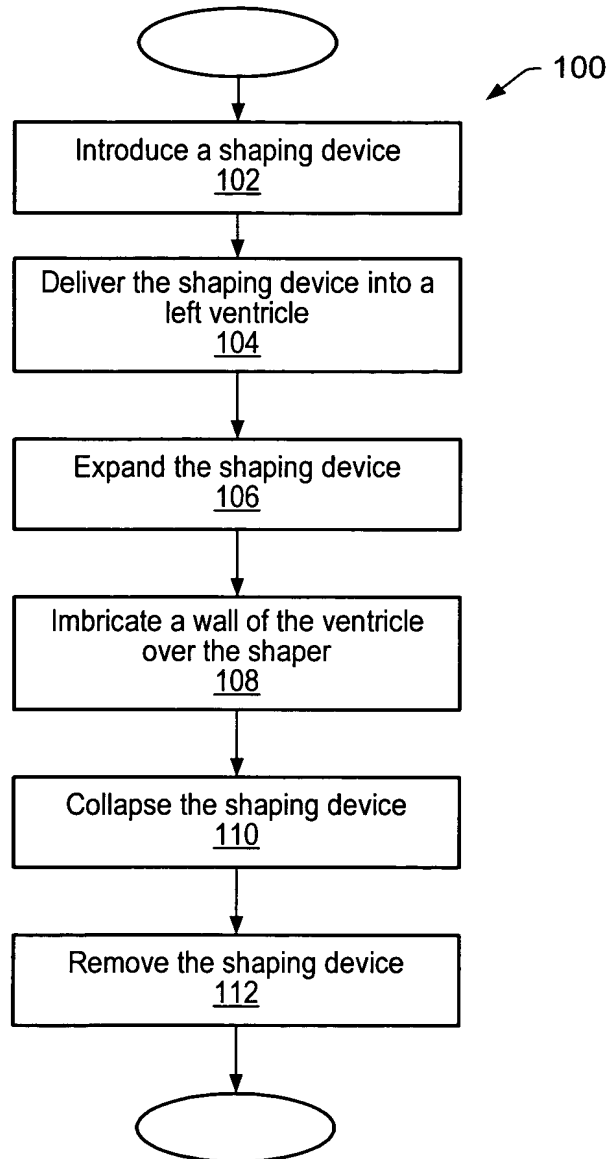 100
Introduce a shaping device
102
Deliver the shaping device into a
left ventricle
104
Expand the shaping device
106
Imbricate a wall of the ventricle
over the shaper
108
Collapse the shaping device
110
Remove the shaping device
112